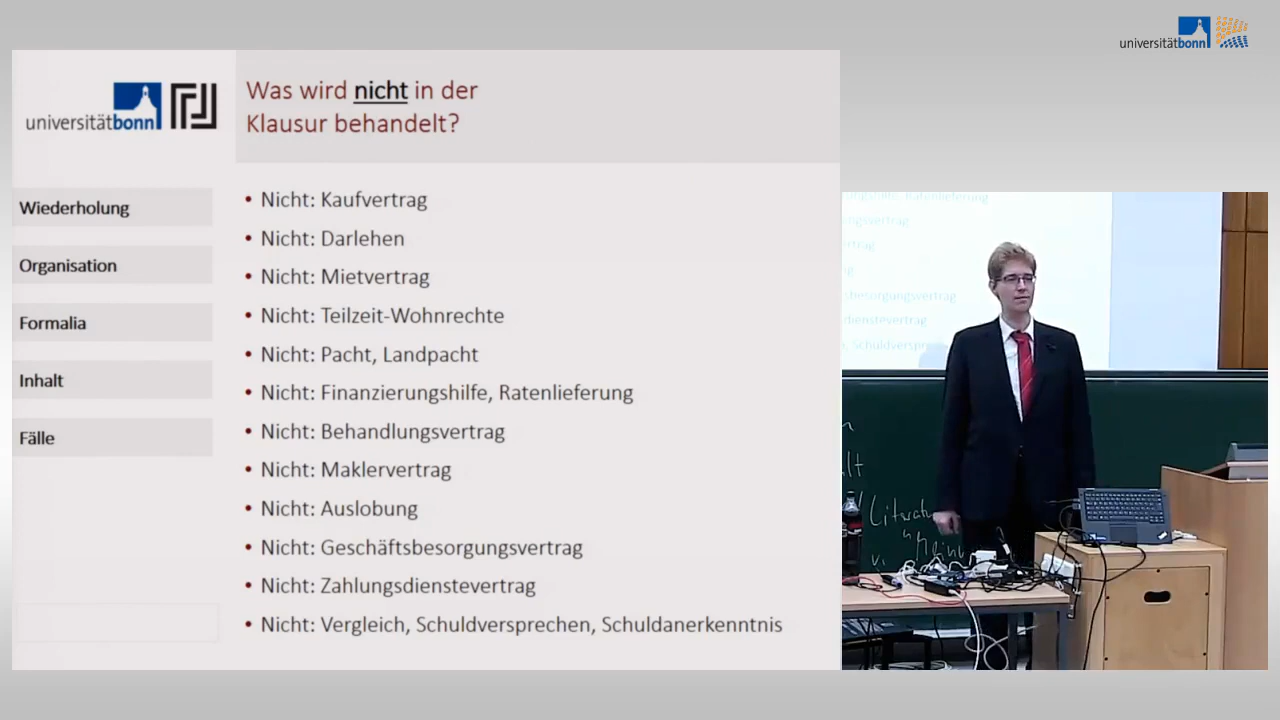 universitätbonn
universitätbonn
Was wird nicht in der
Klausur behandelt?
Wiederholung
Organisation
Formalia
Inhalt
Fälle
• Nicht: Kaufvertrag
• Nicht: Darlehen
• Nicht: Mietvertrag
• Nicht: Teilzeit-Wohnrechte
• Nicht: Pacht, Landpacht
• Nicht: Finanzierungshilfe, Ratenlieferung
• Nicht: Behandlungsvertrag
• Nicht: Maklervertrag
• Nicht: Auslobung
• Nicht: Geschäftsbesorgungsvertrag
• Nicht: Zahlungsdienstevertrag
• Nicht: Vergleich, Schuldversprechen, Schuldanerkenntnis
Ratenlieferung